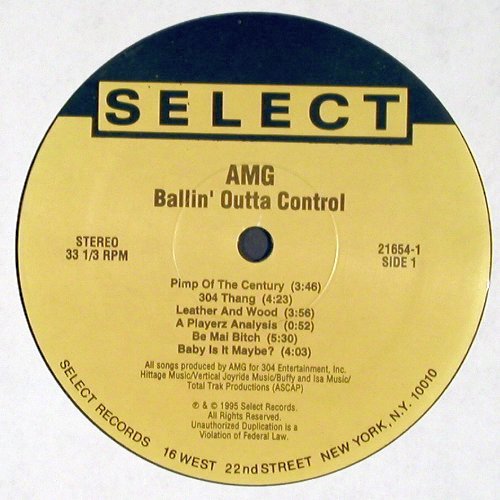 SELECT
AMG
Ballin' Outta Control
STEREO
33 1/3 RPM
21654-1
SIDE 1
Pimp Of The Century (3:46)
304 Thang (4:23)
Leather And Wood (3:56)
A Playerz Analysis (0:52)
Be Mai Bitch (5:30)
Baby Is It Maybe? (4:03)
All songs produced by AMG for 304 Entertainment, Inc.
Hittage Music/Vertical Joyride Music/Buffy and Isa Music/
Total Trak Productions (ASCAP)
℗ & © 1995 Select Records.
All Rights Reserved.
Unauthorized Duplication is a
Violation of Federal Law.
SELECT RECORDS 16 WEST 22nd STREET NEW YORK, N.Y. 10010